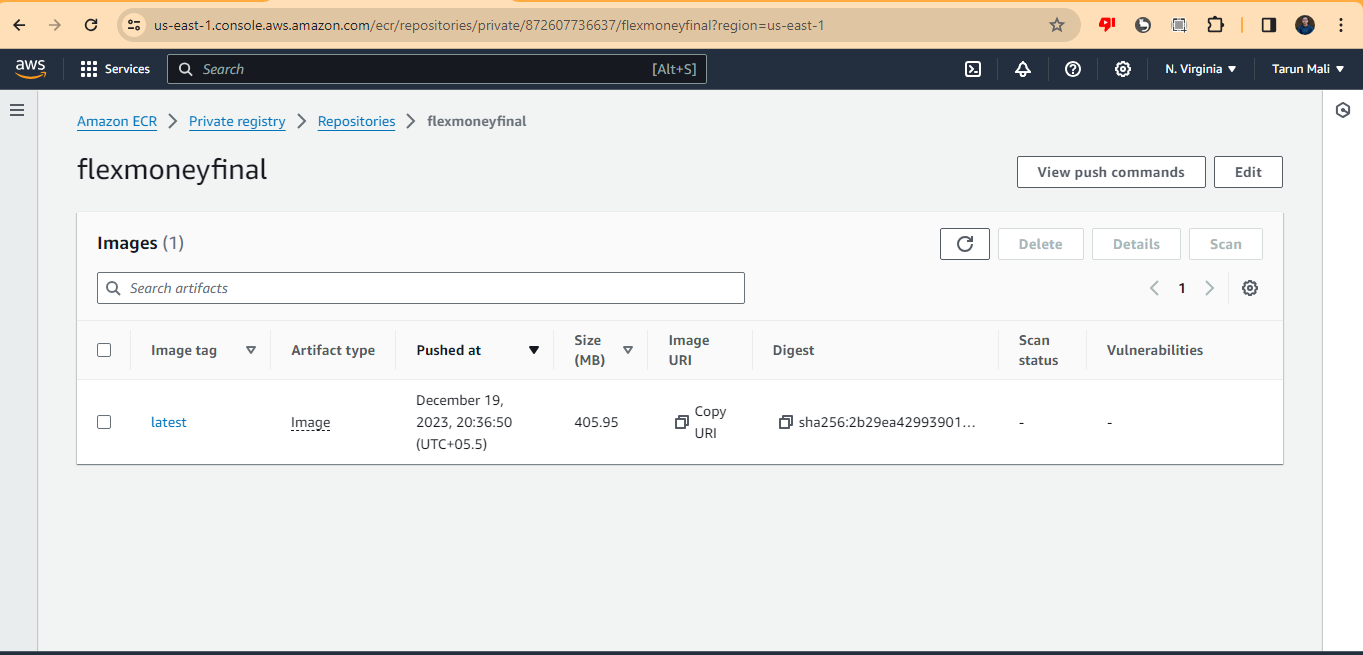 us-east-1.console.aws.amazon.com/ecr/repositories/private/872607736637/flexmoneyfinal?region=us-east-1
aws Services Search [Alt+S] N. Virginia Tarun Mali
Amazon ECR Private registry Repositories flexmoneyfinal
flexmoneyfinal
View push commands Edit
Images (1)
Delete Details Scan
Search artifacts
1
Image tag Artifact type Pushed at Size (MB) Image URI Digest Scan status Vulnerabilities
latest Image December 19, 2023, 20:36:50 (UTC+05.5) 405.95 Copy URI sha256:2b29ea42993901... - -